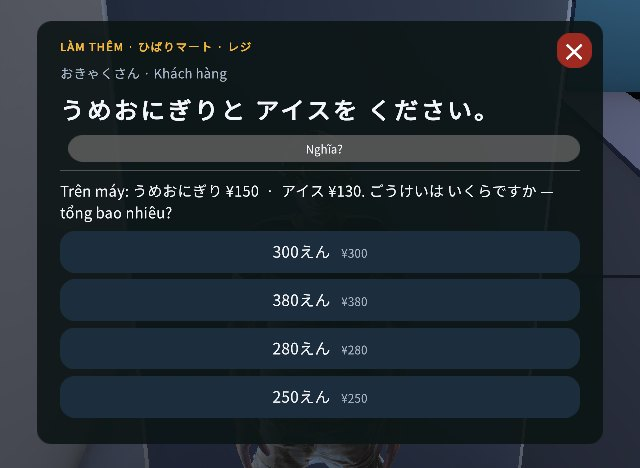 LÀM THÊM · ひばりマート · レジ
おきゃくさん · Khách hàng
うめおにぎりと アイスを ください。
Nghĩa?
Trên máy: うめおにぎり ¥150 · アイス ¥130. ごうけいは いくらですか —
tổng bao nhiêu?
300えん ¥300
380えん ¥380
280えん ¥280
250えん ¥250